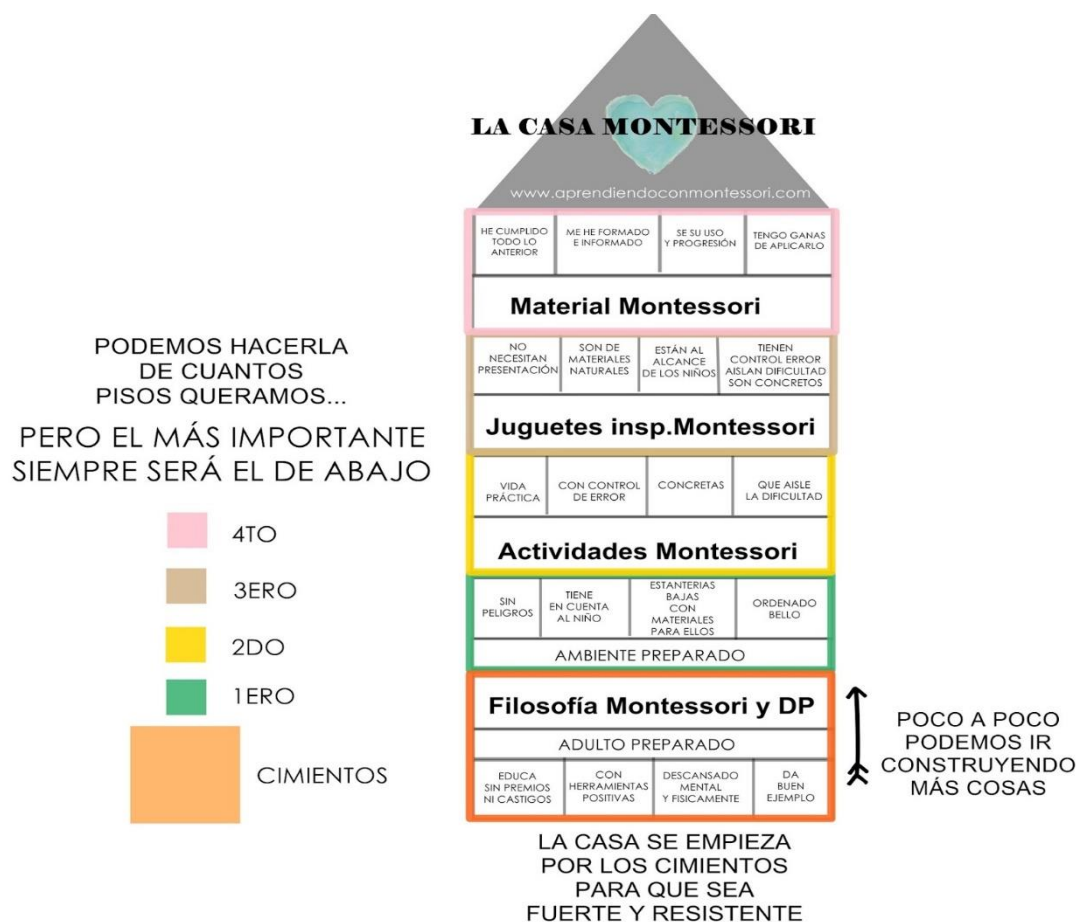 LA CASA MONTESSORI
www.aprendiendoconmontessori.com
HE CUMPLIDO
TODO LO
ANTERIOR
ME HE FORMADO
E INFORMADO
SE SU USO
Y PROGRESIÓN
TENGO GANAS
DE APLICARLO
Material Montessori
NO
NECESITAN
PRESENTACIÓN
SON DE
MATERIALES
NATURALES
ESTÁN AL
ALCANCE
DE LOS NIÑOS
TIENEN
CONTROL ERROR
AISLAN DIFICULTAD
SON CONCRETOS
Juguetes insp.Montessori
VIDA
PRÁCTICA
CON CONTROL
DE ERROR
CONCRETAS
QUE AISLE
LA DIFICULTAD
Actividades Montessori
SIN
PELIGROS
TIENE
EN CUENTA
AL NIÑO
ESTANTERIAS
BAJAS
CON
MATERIALES
PARA ELLOS
ORDENADO
BELLO
AMBIENTE PREPARADO
Filosofía Montessori y DP
ADULTO PREPARADO
EDUCA
SIN PREMIOS
NI CASTIGOS
CON
HERRAMIENTAS
POSITIVAS
DESCANSADO
MENTAL
Y FISICAMENTE
DA
BUEN
EJEMPLO
LA CASA SE EMPIEZA
POR LOS CIMIENTOS
PARA QUE SEA
FUERTE Y RESISTENTE
PODEMOS HACERLA
DE CUANTOS
PISOS QUERAMOS...
PERO EL MÁS IMPORTANTE
SIEMPRE SERÁ EL DE ABAJO
4TO
3ERO
2DO
1ERO
CIMIENTOS
POCO A POCO
PODEMOS IR
CONSTRUYENDO
MÁS COSAS